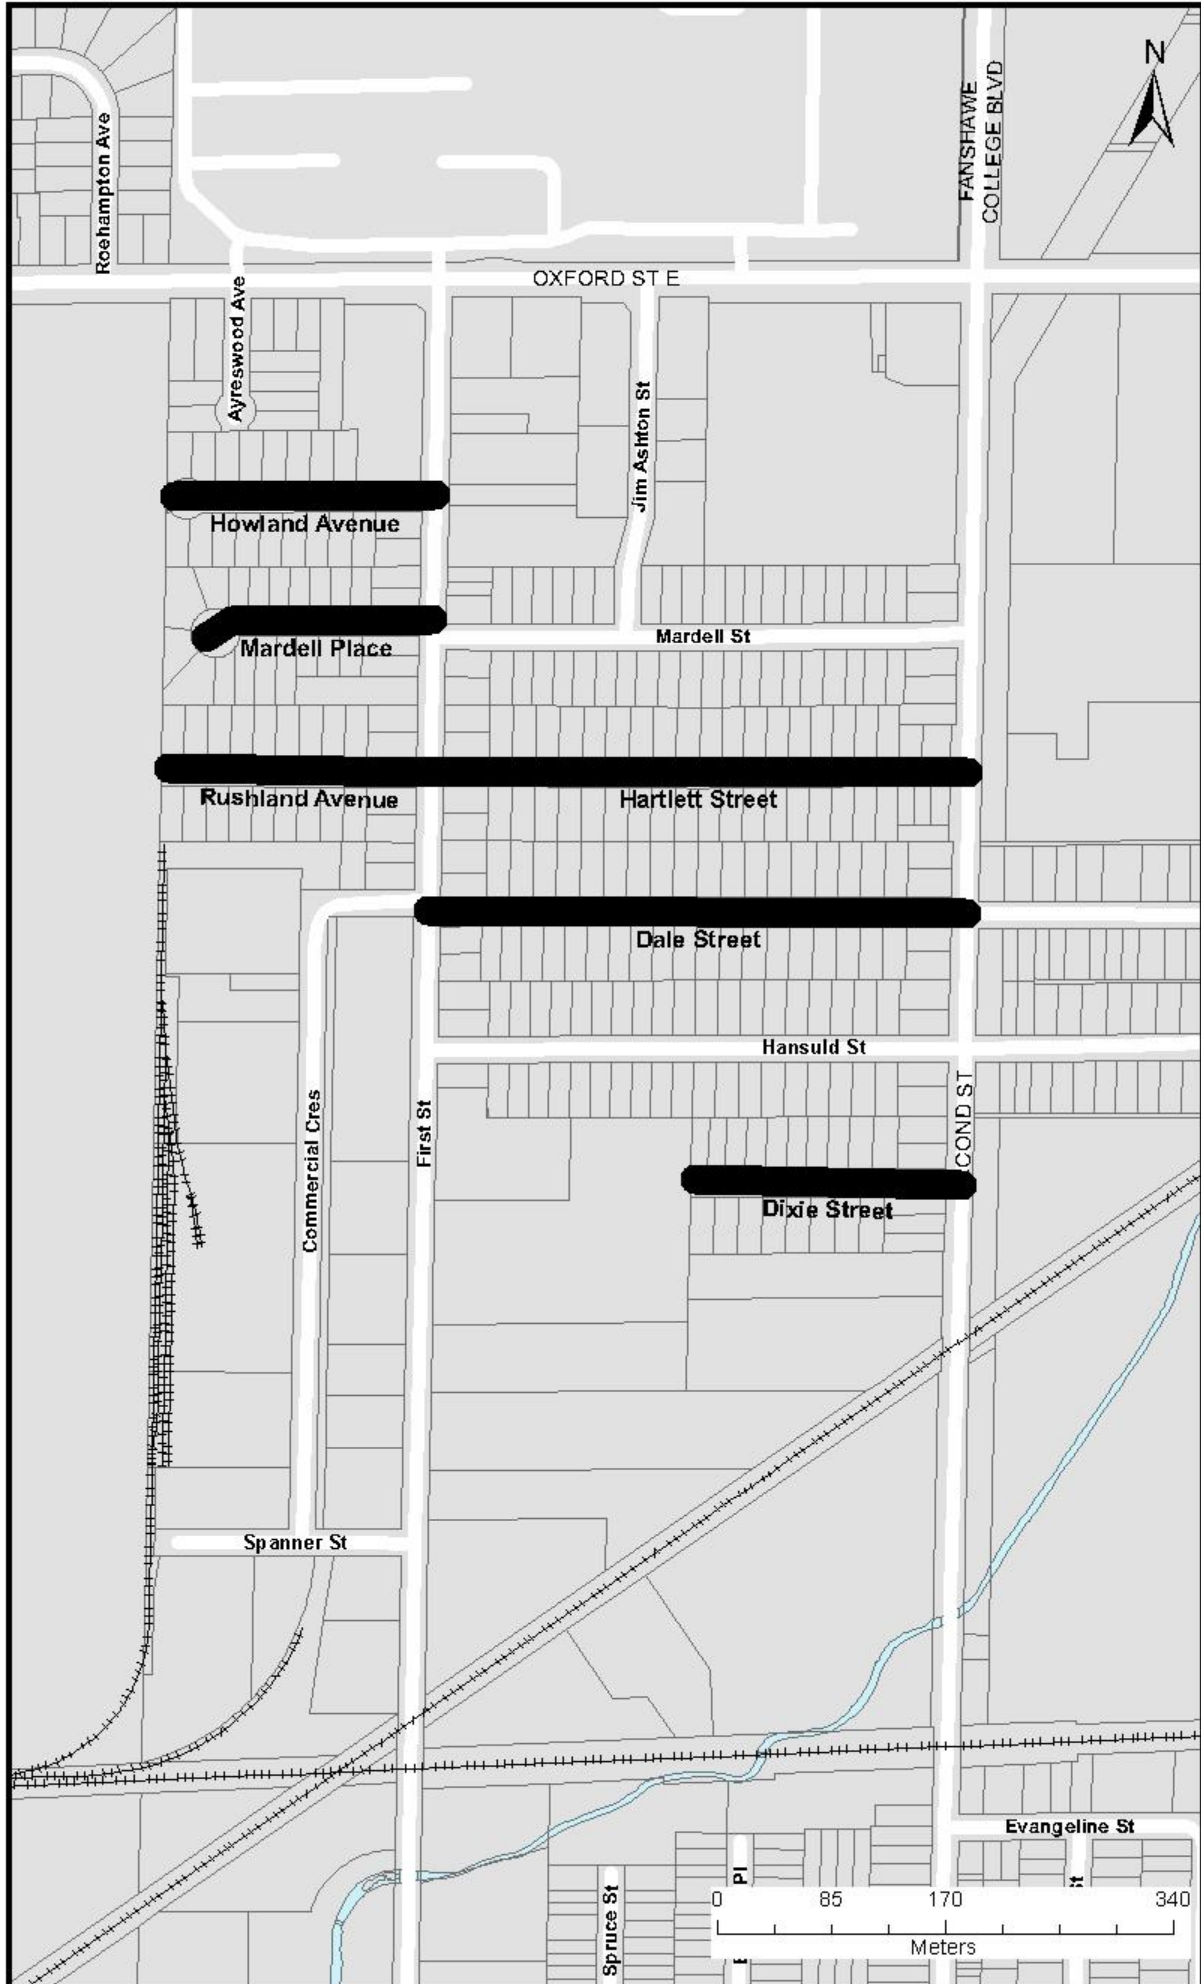 N
FANSHAWE
COLLEGE BLVD
Roehampton Ave
OXFORD ST E
Ayreswood Ave
Jim Ashton St
Howland Avenue
Mardell St
Mardell Place
Rushland Avenue
Hartlett Street
Dale Street
Hansuld St
COND ST
Commercial Cres
First St
Dixie Street
Spanner St
Evangeline St
Spruce St
Pl
St
0 85 170 340
Meters